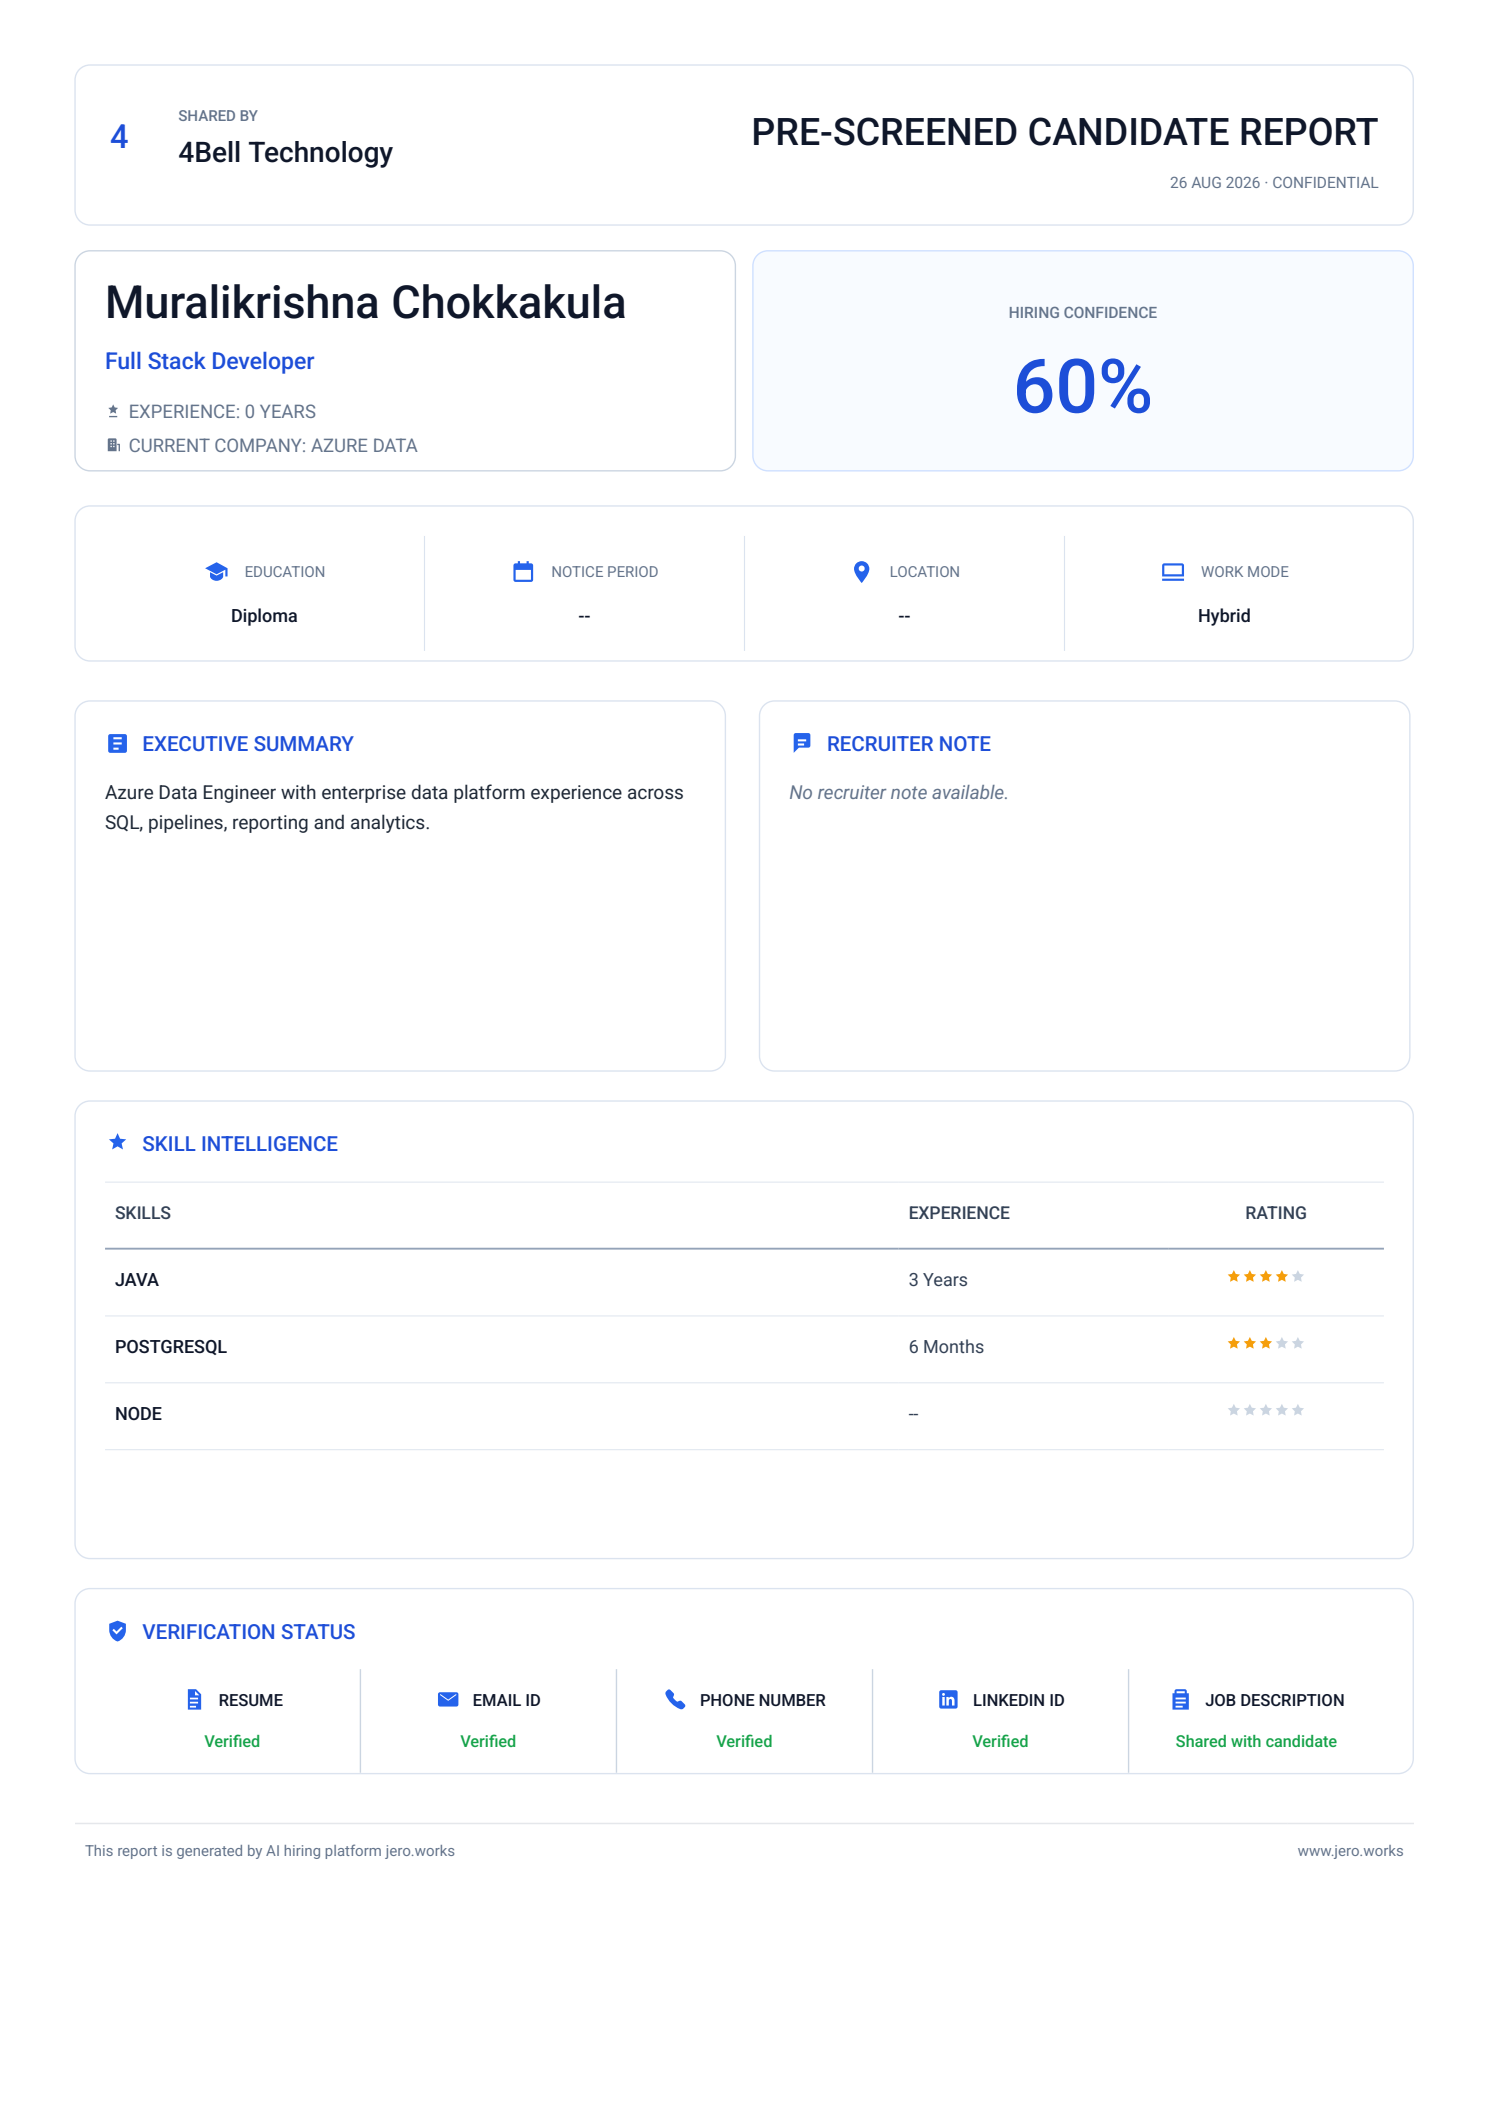 4
SHARED BY
4Bell Technology
PRE-SCREENED CANDIDATE REPORT
26 AUG 2026 · CONFIDENTIAL
Muralikrishna Chokkakula
Full Stack Developer
EXPERIENCE: 0 YEARS
CURRENT COMPANY: AZURE DATA
HIRING CONFIDENCE
60%
EDUCATION
Diploma
NOTICE PERIOD
--
LOCATION
--
WORK MODE
Hybrid
EXECUTIVE SUMMARY
Azure Data Engineer with enterprise data platform experience across
SQL, pipelines, reporting and analytics.
RECRUITER NOTE
No recruiter note available.
SKILL INTELLIGENCE
SKILLS EXPERIENCE RATING
JAVA 3 Years
POSTGRESQL 6 Months
NODE --
VERIFICATION STATUS
RESUME
Verified
EMAIL ID
Verified
PHONE NUMBER
Verified
LINKEDIN ID
Verified
JOB DESCRIPTION
Shared with candidate
This report is generated by AI hiring platform jero.works
www.jero.works